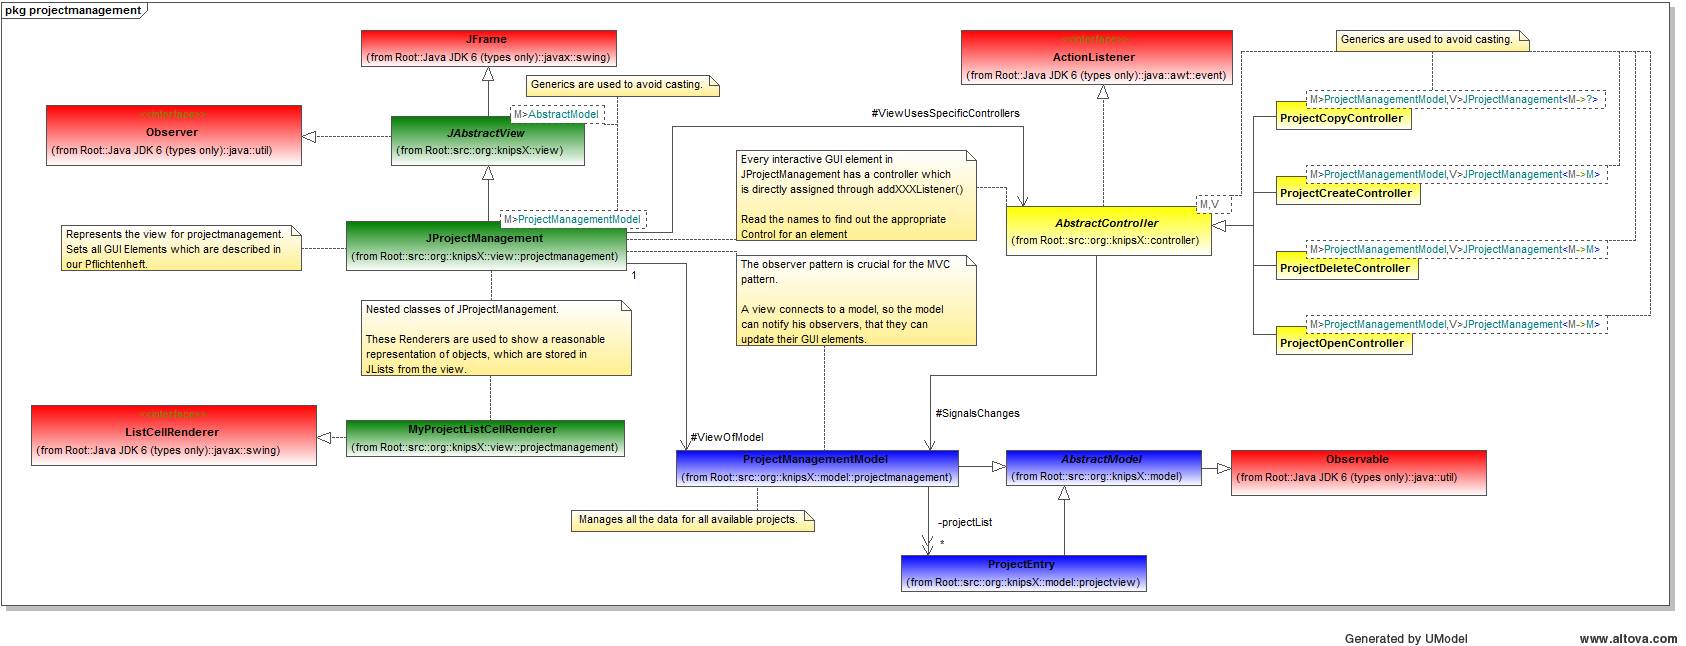 pkg projectmanagement
JFrame
(from Root::Java JDK 6 (types only)::javax::swing)
Generics are used to avoid casting.
<<interface>>
Observer
(from Root::Java JDK 6 (types only)::java::util)
M>AbstractModel
JAbstractView
(from Root::src::org::knipsX::view)
<<interface>>
ActionListener
(from Root::Java JDK 6 (types only)::java::awt::event)
Generics are used to avoid casting.
#ViewUsesSpecificControllers
M>ProjectManagementModel,V>JProjectManagement<M->?>
ProjectCopyController
Every interactive GUI element in
JProjectManagement has a controller which
is directly assigned through addXXXListener()
Read the names to find out the appropriate
Control for an element
M>ProjectManagementModel,V>JProjectManagement<M->M>
ProjectCreateController
M,V
AbstractController
(from Root::src::org::knipsX::controller)
Represents the view for projectmanagement.
Sets all GUI Elements which are described in
our Pflichtenheft.
M>ProjectManagementModel
JProjectManagement
(from Root::src::org::knipsX::view::projectmanagement)
1
M>ProjectManagementModel,V>JProjectManagement<M->M>
ProjectDeleteController
The observer pattern is crucial for the MVC
pattern.
A view connects to a model, so the model
can notify his observers, that they can
update their GUI elements.
M>ProjectManagementModel,V>JProjectManagement<M->M>
ProjectOpenController
Nested classes of JProjectManagement.
These Renderers are used to show a reasonable
representation of objects, which are stored in
JLists from the view.
<<interface>>
ListCellRenderer
(from Root::Java JDK 6 (types only)::javax::swing)
MyProjectListCellRenderer
(from Root::src::org::knipsX::view::projectmanagement)
#ViewOfModel
#SignalsChanges
ProjectManagementModel
(from Root::src::org::knipsX::model::projectmanagement)
AbstractModel
(from Root::src::org::knipsX::model)
Observable
(from Root::Java JDK 6 (types only)::java::util)
Manages all the data for all available projects.
-projectList
*
ProjectEntry
(from Root::src::org::knipsX::model::projectview)
Generated by UModel
www.altova.com